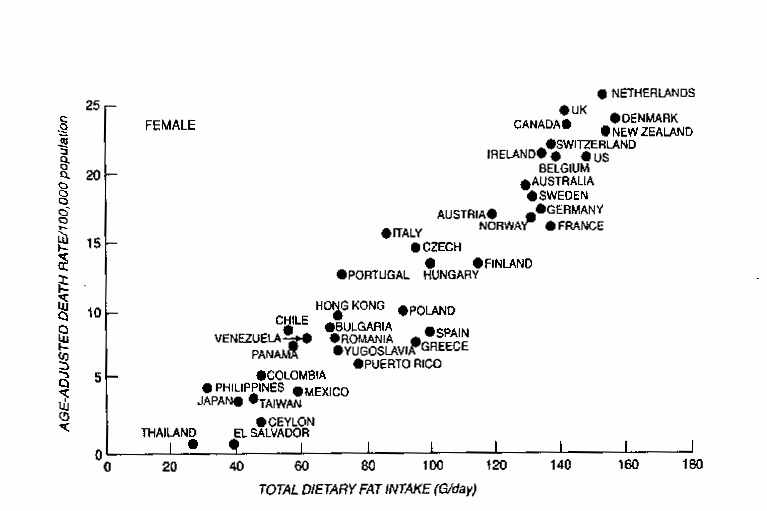 NETHERLANDS
25
UK
DENMARK
FEMALE
CANADA
NEW ZEALAND
SWITZERLAND
IRELAND
US
BELGIUM
20
AUSTRALIA
SWEDEN
GERMANY
AUSTRIA
NORWAY
FRANCE
ITALY
15
CZECH
HUNGARY
FINLAND
PORTUGAL
HONG KONG
10
POLAND
CHILE
BULGARIA
SPAIN
VENEZUELA
ROMANIA
GREECE
PANAMA
YUGOSLAVIA
PUERTO RICO
5
COLOMBIA
PHILIPPINES
MEXICO
JAPAN
TAIWAN
CEYLON
THAILAND
EL SALVADOR
0
0 20 40 60 80 100 120 140 160 180
TOTAL DIETARY FAT INTAKE (G/day)
AGE-ADJUSTED DEATH RATE/100,000 population